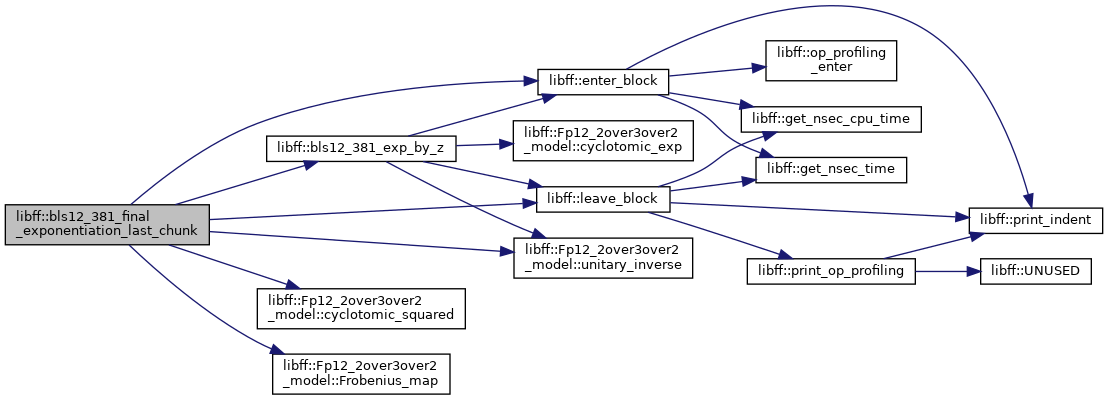 libff::bls12_381_final
_exponentiation_last_chunk
libff::bls12_381_exp_by_z
libff::enter_block
libff::op_profiling
_enter
libff::get_nsec_cpu_time
libff::get_nsec_time
libff::print_indent
libff::Fp12_2over3over2
_model::cyclotomic_exp
libff::leave_block
libff::print_op_profiling
libff::UNUSED
libff::Fp12_2over3over2
_model::unitary_inverse
libff::Fp12_2over3over2
_model::cyclotomic_squared
libff::Fp12_2over3over2
_model::Frobenius_map